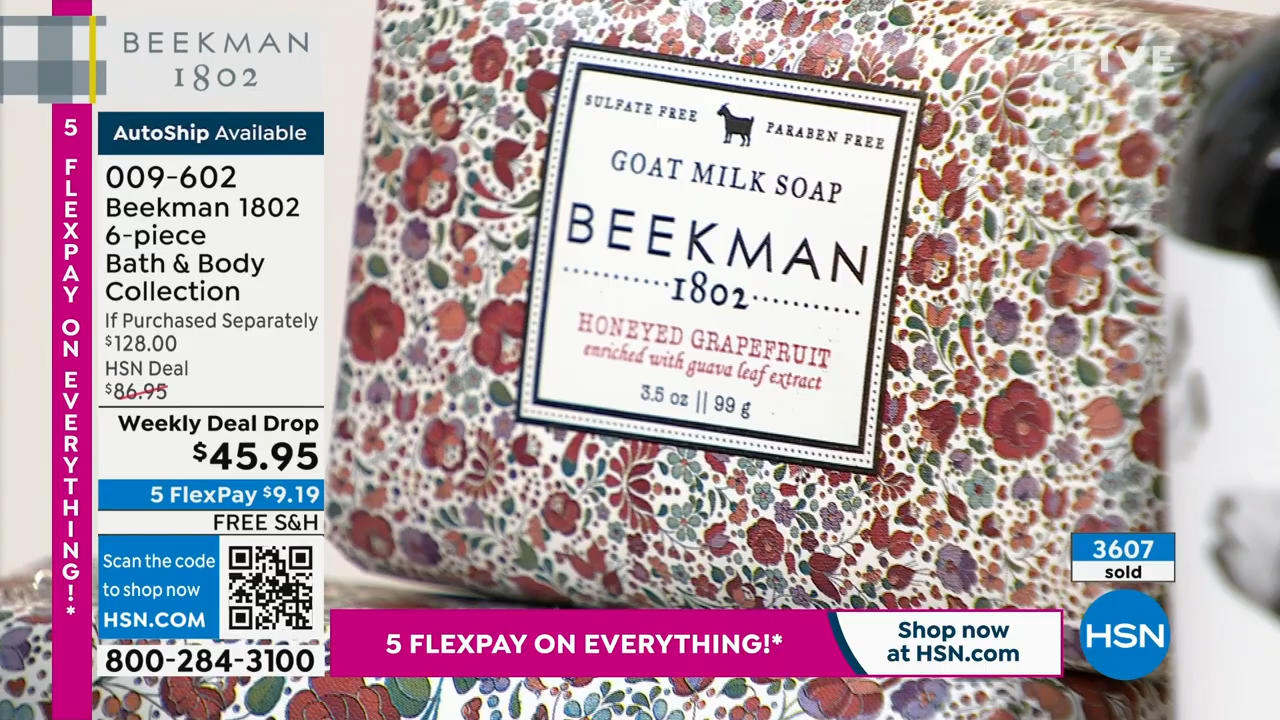 BEEKMAN
1802
AutoShip Available
009-602
Beekman 1802
6-piece
Bath & Body
Collection
If Purchased Separately
$128.00
HSN Deal
$86.95
Weekly Deal Drop
$45.95
5 FlexPay $9.19
FREE S&H
Scan the code
to shop now
HSN.COM
800-284-3100
5 FLEXPAY ON EVERYTHING!*
LIVE
SULFATE FREE PARABEN FREE
GOAT MILK SOAP
BEEKMAN
1802
HONEYED GRAPEFRUIT
enriched with guava leaf extract
3.5 oz || 99 g
3607
sold
5 FLEXPAY ON EVERYTHING!*
Shop now
at HSN.com
HSN